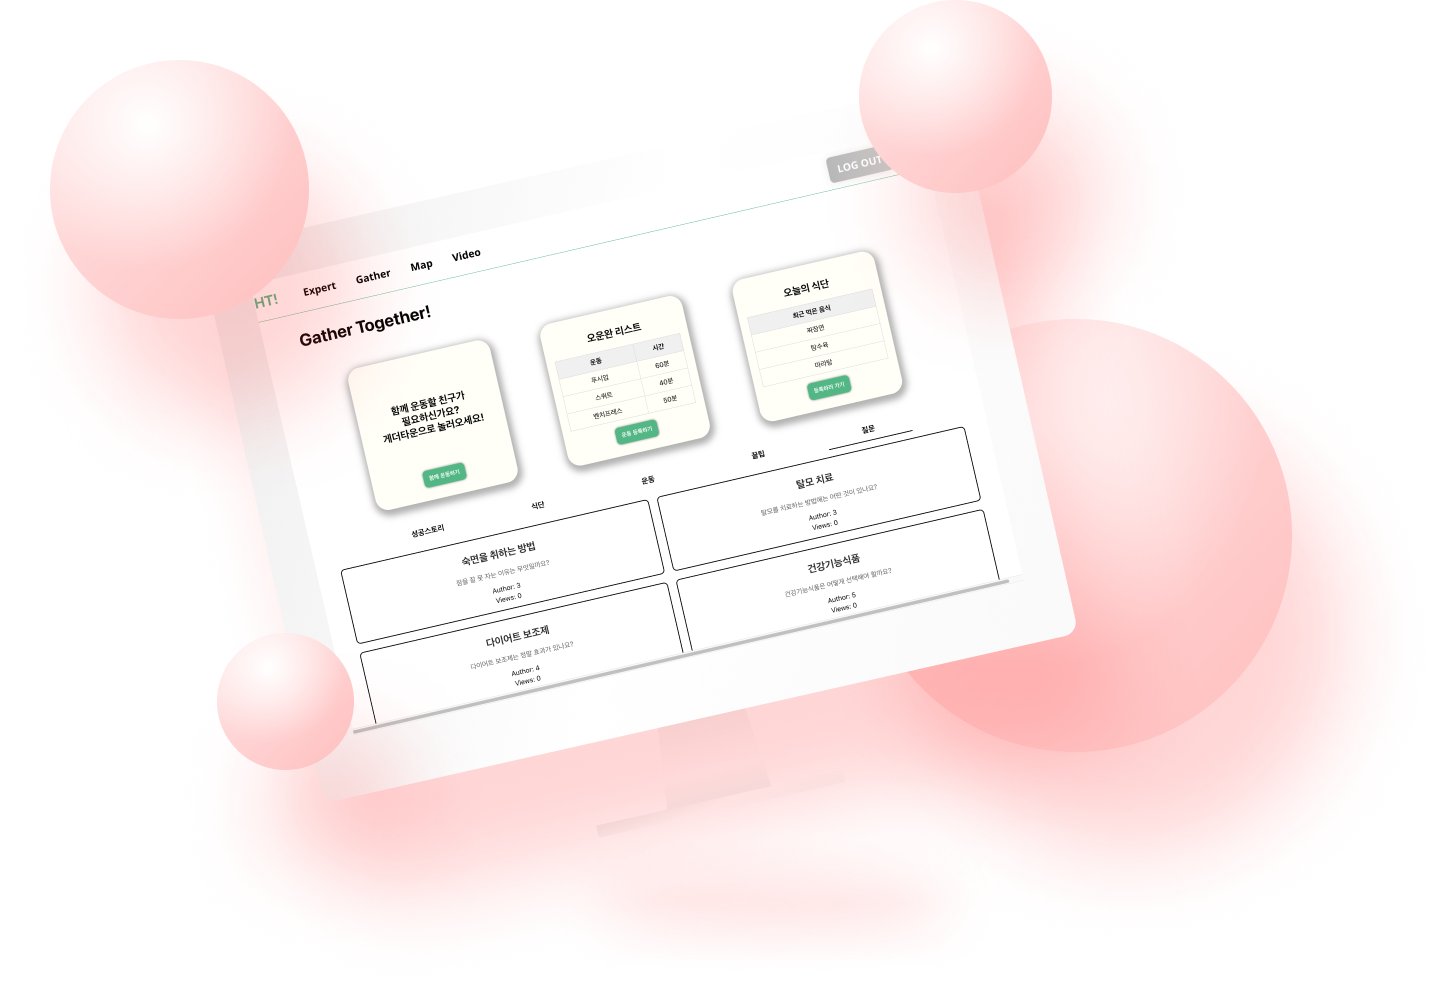 LOG OUT
HT!
Expert
Gather
Map
Video
Gather Together!
함께 운동할 친구가
필요하신가요?
게더타운으로 놀러오세요!
함께 운동하기
오운완 리스트
운동 시간
푸시업 60분
스쿼트 40분
벤치프레스 50분
운동 등록하기
오늘의 식단
최근 먹은 음식
짜장면
탕수육
마라탕
등록하러 가기
성공스토리
식단
운동
꿀팁
질문
숙면을 취하는 방법
잠을 잘 못 자는 이유는 무엇일까요?
Author: 3
Views: 0
탈모 치료
탈모를 치료하는 방법에는 어떤 것이 있나요?
Author: 3
Views: 0
다이어트 보조제
다이어트 보조제는 정말 효과가 있나요?
Author: 4
Views: 0
건강기능식품
건강기능식품은 어떻게 선택해야 할까요?
Author: 5
Views: 0